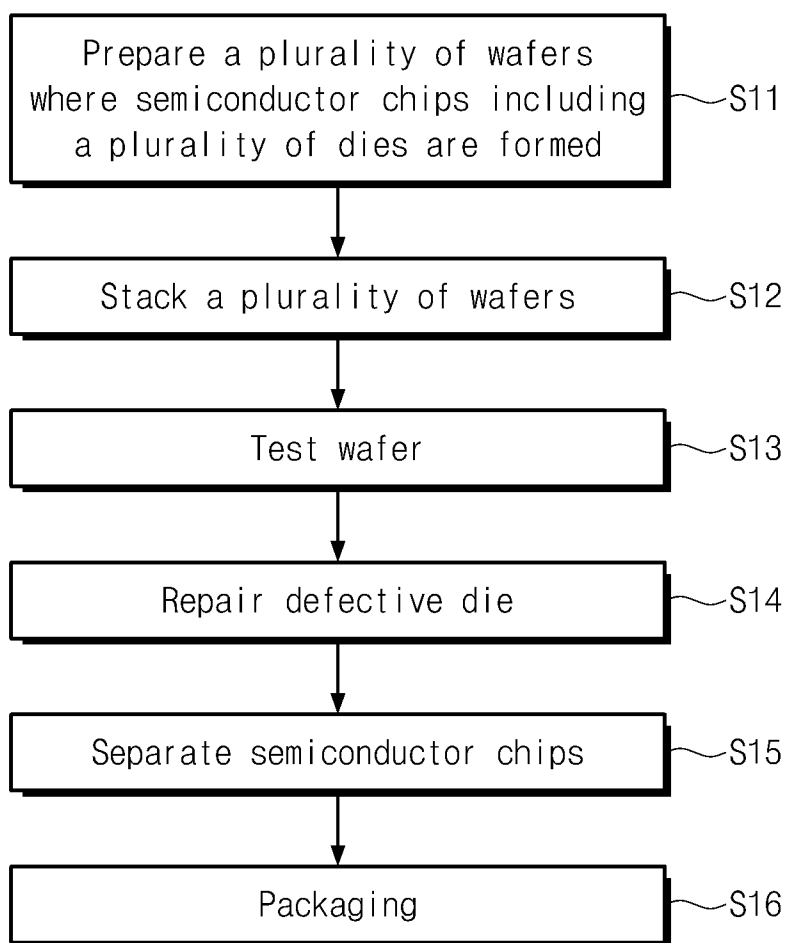 Prepare a plurality of wafers
where semiconductor chips including
a plurality of dies are formed
S11
Stack a plurality of wafers
S12
Test wafer
S13
Repair defective die
S14
Separate semiconductor chips
S15
Packaging
S16